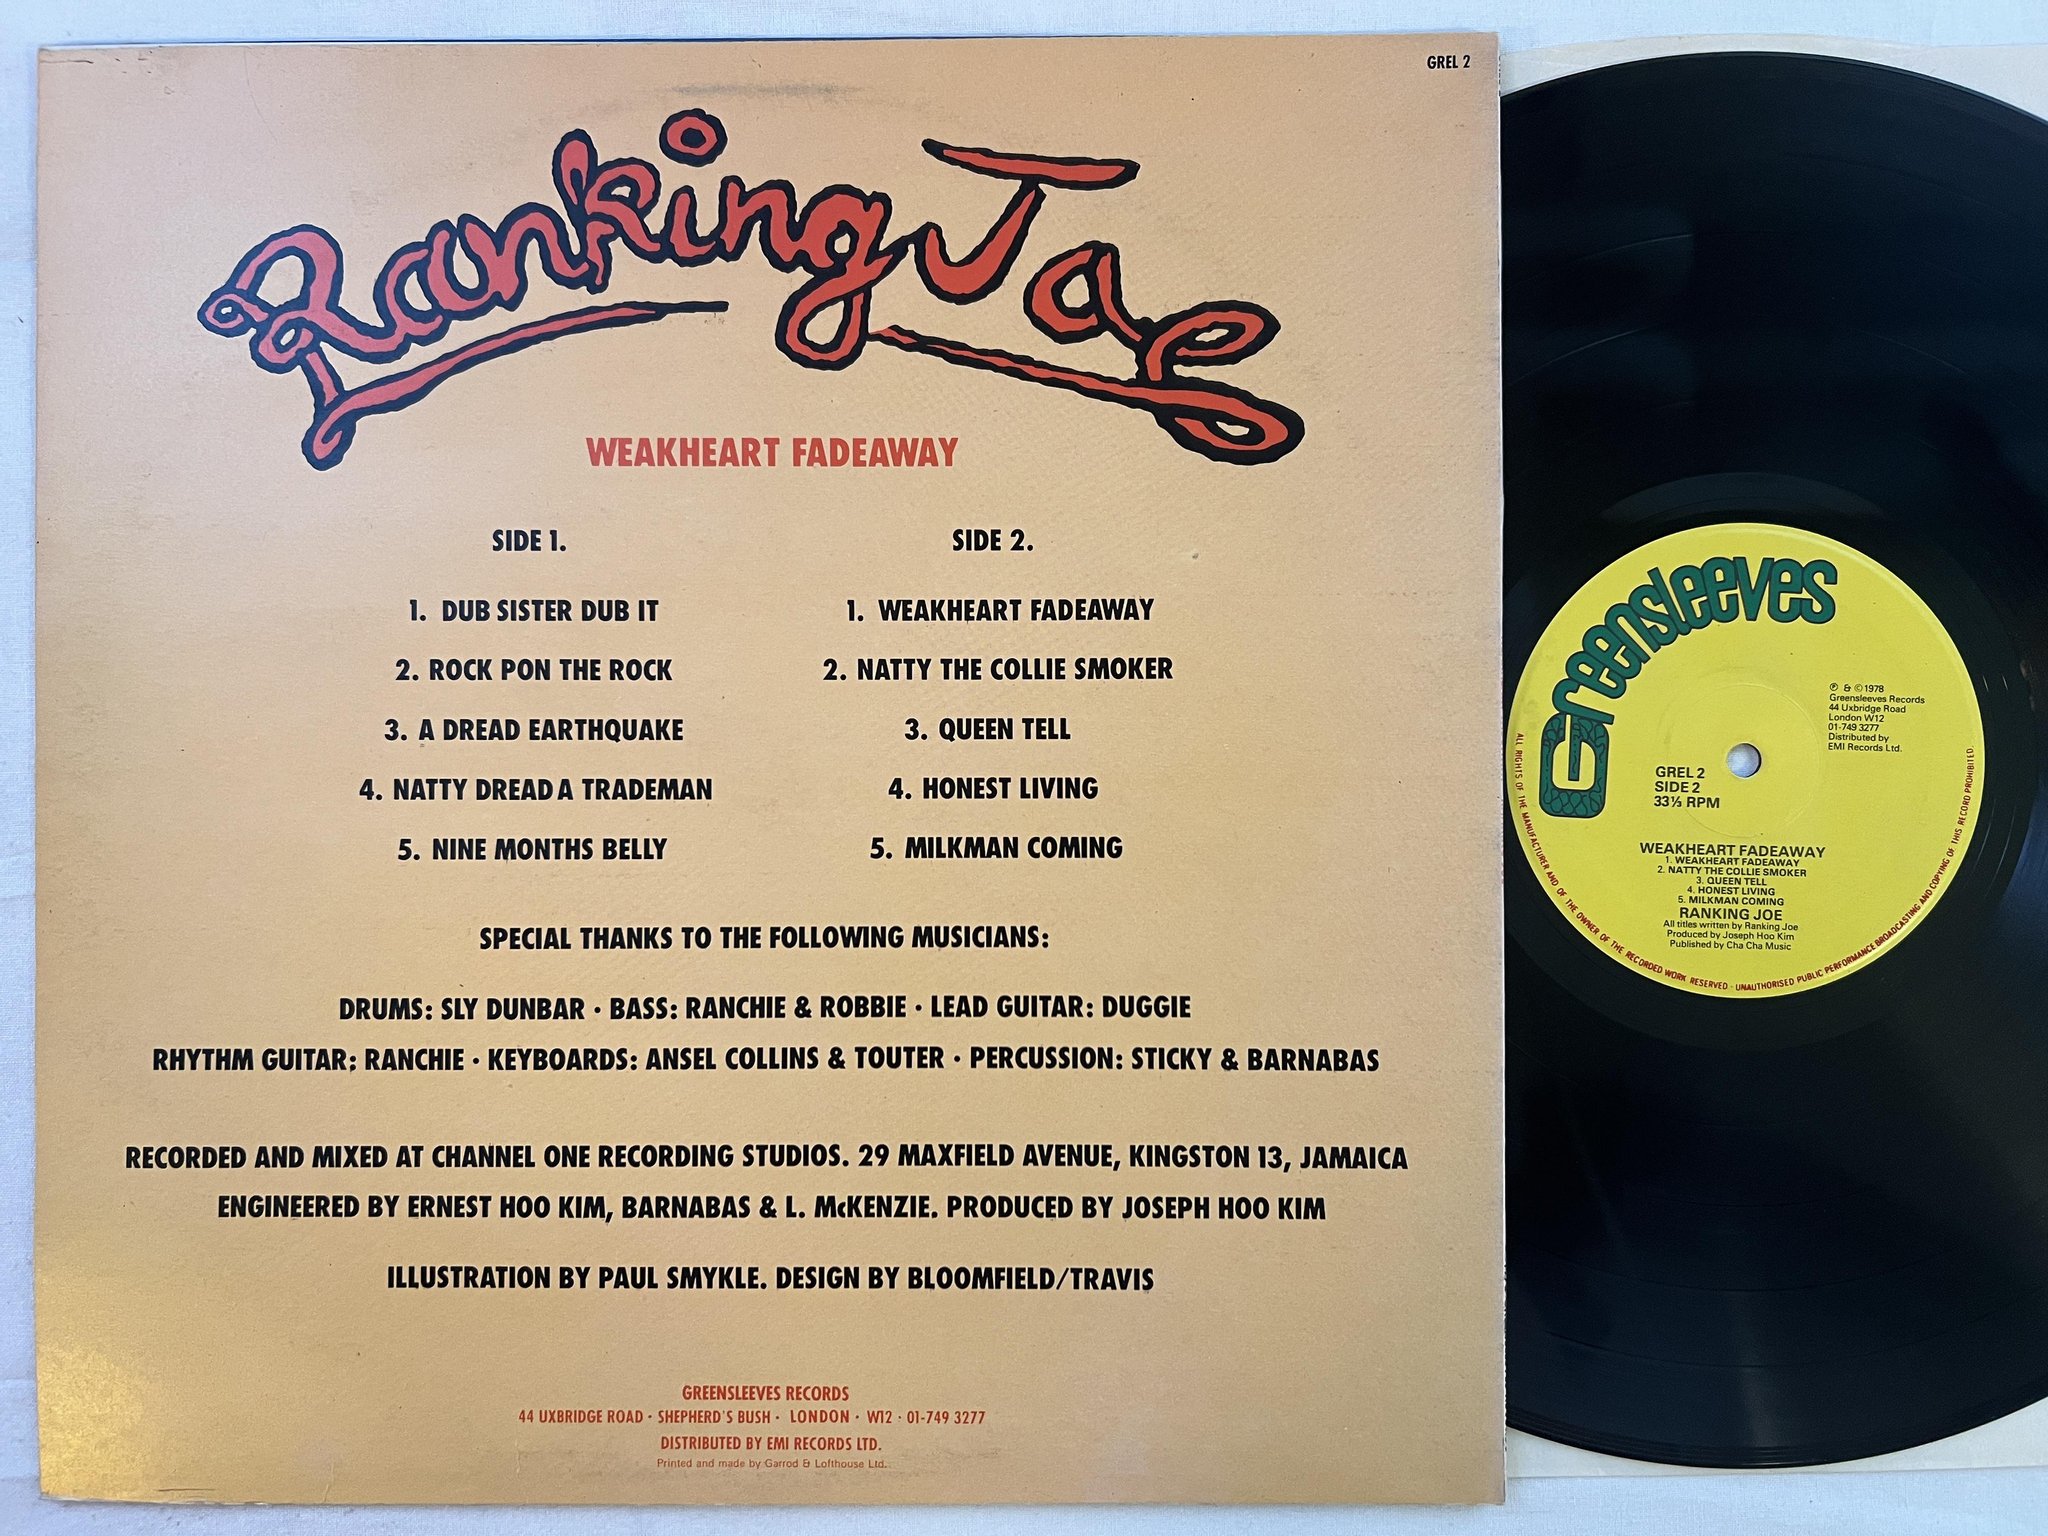 GREL 2
Ranking Joe
WEAKHEART FADEAWAY
SIDE 1.
1. DUB SISTER DUB IT
2. ROCK PON THE ROCK
3. A DREAD EARTHQUAKE
4. NATTY DREAD A TRADEMAN
5. NINE MONTHS BELLY
SIDE 2.
1. WEAKHEART FADEAWAY
2. NATTY THE COLLIE SMOKER
3. QUEEN TELL
4. HONEST LIVING
5. MILKMAN COMING
SPECIAL THANKS TO THE FOLLOWING MUSICIANS:
DRUMS: SLY DUNBAR · BASS: RANCHIE & ROBBIE · LEAD GUITAR: DUGGIE
RHYTHM GUITAR: RANCHIE · KEYBOARDS: ANSEL COLLINS & TOUTER · PERCUSSION: STICKY & BARNABAS
RECORDED AND MIXED AT CHANNEL ONE RECORDING STUDIOS. 29 MAXFIELD AVENUE, KINGSTON 13, JAMAICA
ENGINEERED BY ERNEST HOO KIM, BARNABAS & L. McKENZIE. PRODUCED BY JOSEPH HOO KIM
ILLUSTRATION BY PAUL SMYKLE. DESIGN BY BLOOMFIELD/TRAVIS
GREENSLEEVES RECORDS
44 UXBRIDGE ROAD · SHEPHERD'S BUSH · LONDON · W12 · 01-749 3277
DISTRIBUTED BY EMI RECORDS LTD.
Printed and made by Garrod & Lofthouse Ltd.
Greensleeves
℗ & © 1978
Greensleeves Records
44 Uxbridge Road
London W12
01-749 3277
Distributed by
EMI Records Ltd.
GREL 2
SIDE 2
33⅓ RPM
WEAKHEART FADEAWAY
1. WEAKHEART FADEAWAY
2. NATTY THE COLLIE SMOKER
3. QUEEN TELL
4. HONEST LIVING
5. MILKMAN COMING
RANKING JOE
All titles written by Ranking Joe
Produced by Joseph Hoo Kim
Published by Cha Cha Music
ALL RIGHTS OF THE MANUFACTURER AND OF THE OWNER OF THE RECORDED WORK RESERVED · UNAUTHORISED PUBLIC PERFORMANCE BROADCASTING AND COPYING OF THIS RECORD PROHIBITED